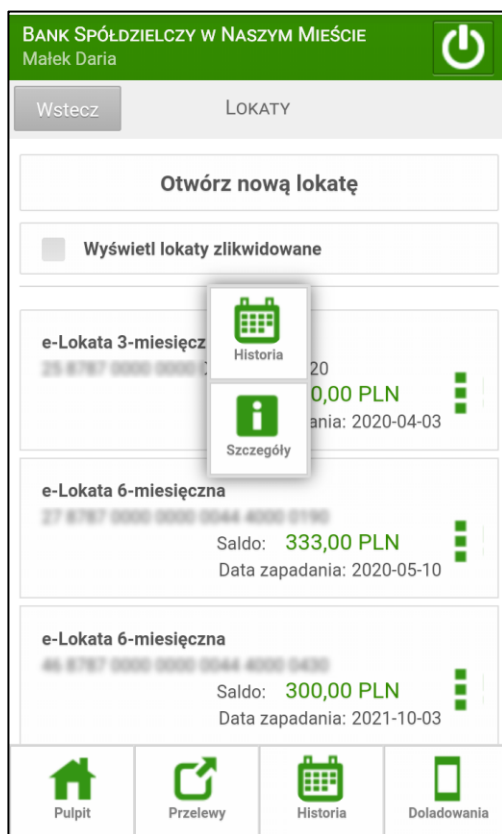 BANK SPÓŁDZIELCZY W NASZYM MIEŚCIE
Małek Daria
Wstecz
LOKATY
Otwórz nową lokatę
Wyświetl lokaty zlikwidowane
Historia
Szczegóły
e-Lokata 3-miesięcz
20
0,00 PLN
ania: 2020-04-03
e-Lokata 6-miesięczna
Saldo: 333,00 PLN
Data zapadania: 2020-05-10
e-Lokata 6-miesięczna
Saldo: 300,00 PLN
Data zapadania: 2021-10-03
Pulpit
Przelewy
Historia
Doladowania